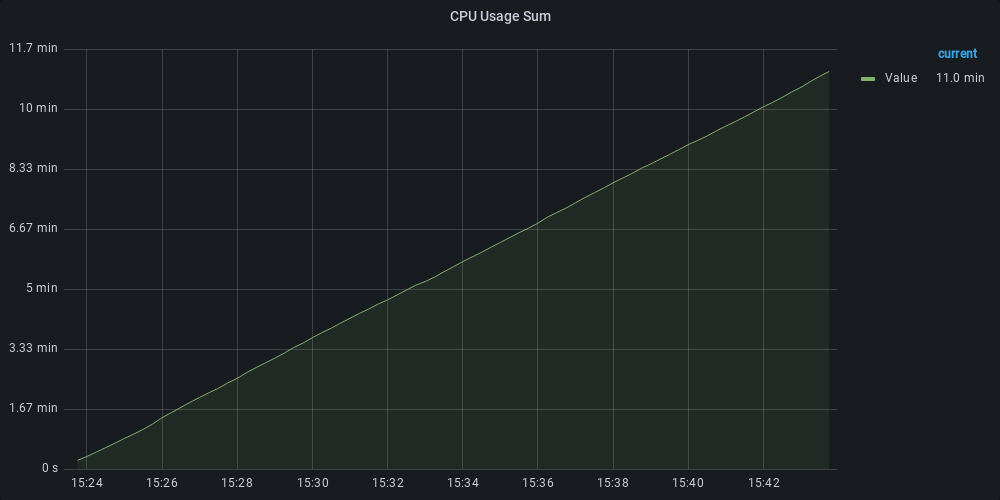 CPU Usage Sum
11.7 min
10 min
8.33 min
6.67 min
5 min
3.33 min
1.67 min
0 s
15:24 15:26 15:28 15:30 15:32 15:34 15:36 15:38 15:40 15:42
current
Value 11.0 min